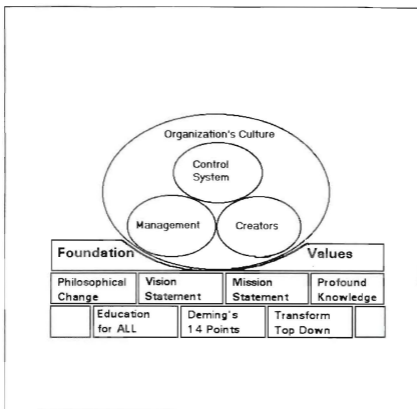 Organization's Culture
Control
System
Management Creators
Foundation Values
Philosophical Change
Vision Statement
Mission Statement
Profound Knowledge
Education for ALL
Deming's 14 Points
Transform Top Down